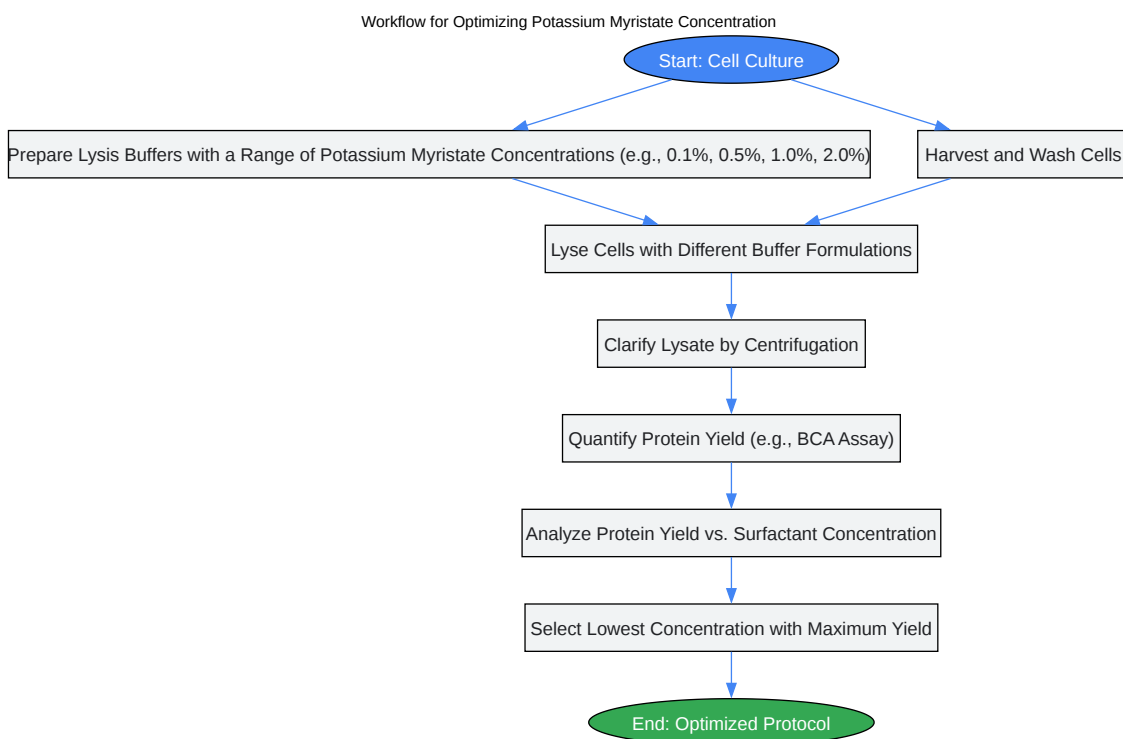 Workflow for Optimizing Potassium Myristate Concentration
Start: Cell Culture
Prepare Lysis Buffers with a Range of Potassium Myristate Concentrations (e.g., 0.1%, 0.5%, 1.0%, 2.0%)
Harvest and Wash Cells
Lyse Cells with Different Buffer Formulations
Clarify Lysate by Centrifugation
Quantify Protein Yield (e.g., BCA Assay)
Analyze Protein Yield vs. Surfactant Concentration
Select Lowest Concentration with Maximum Yield
End: Optimized Protocol